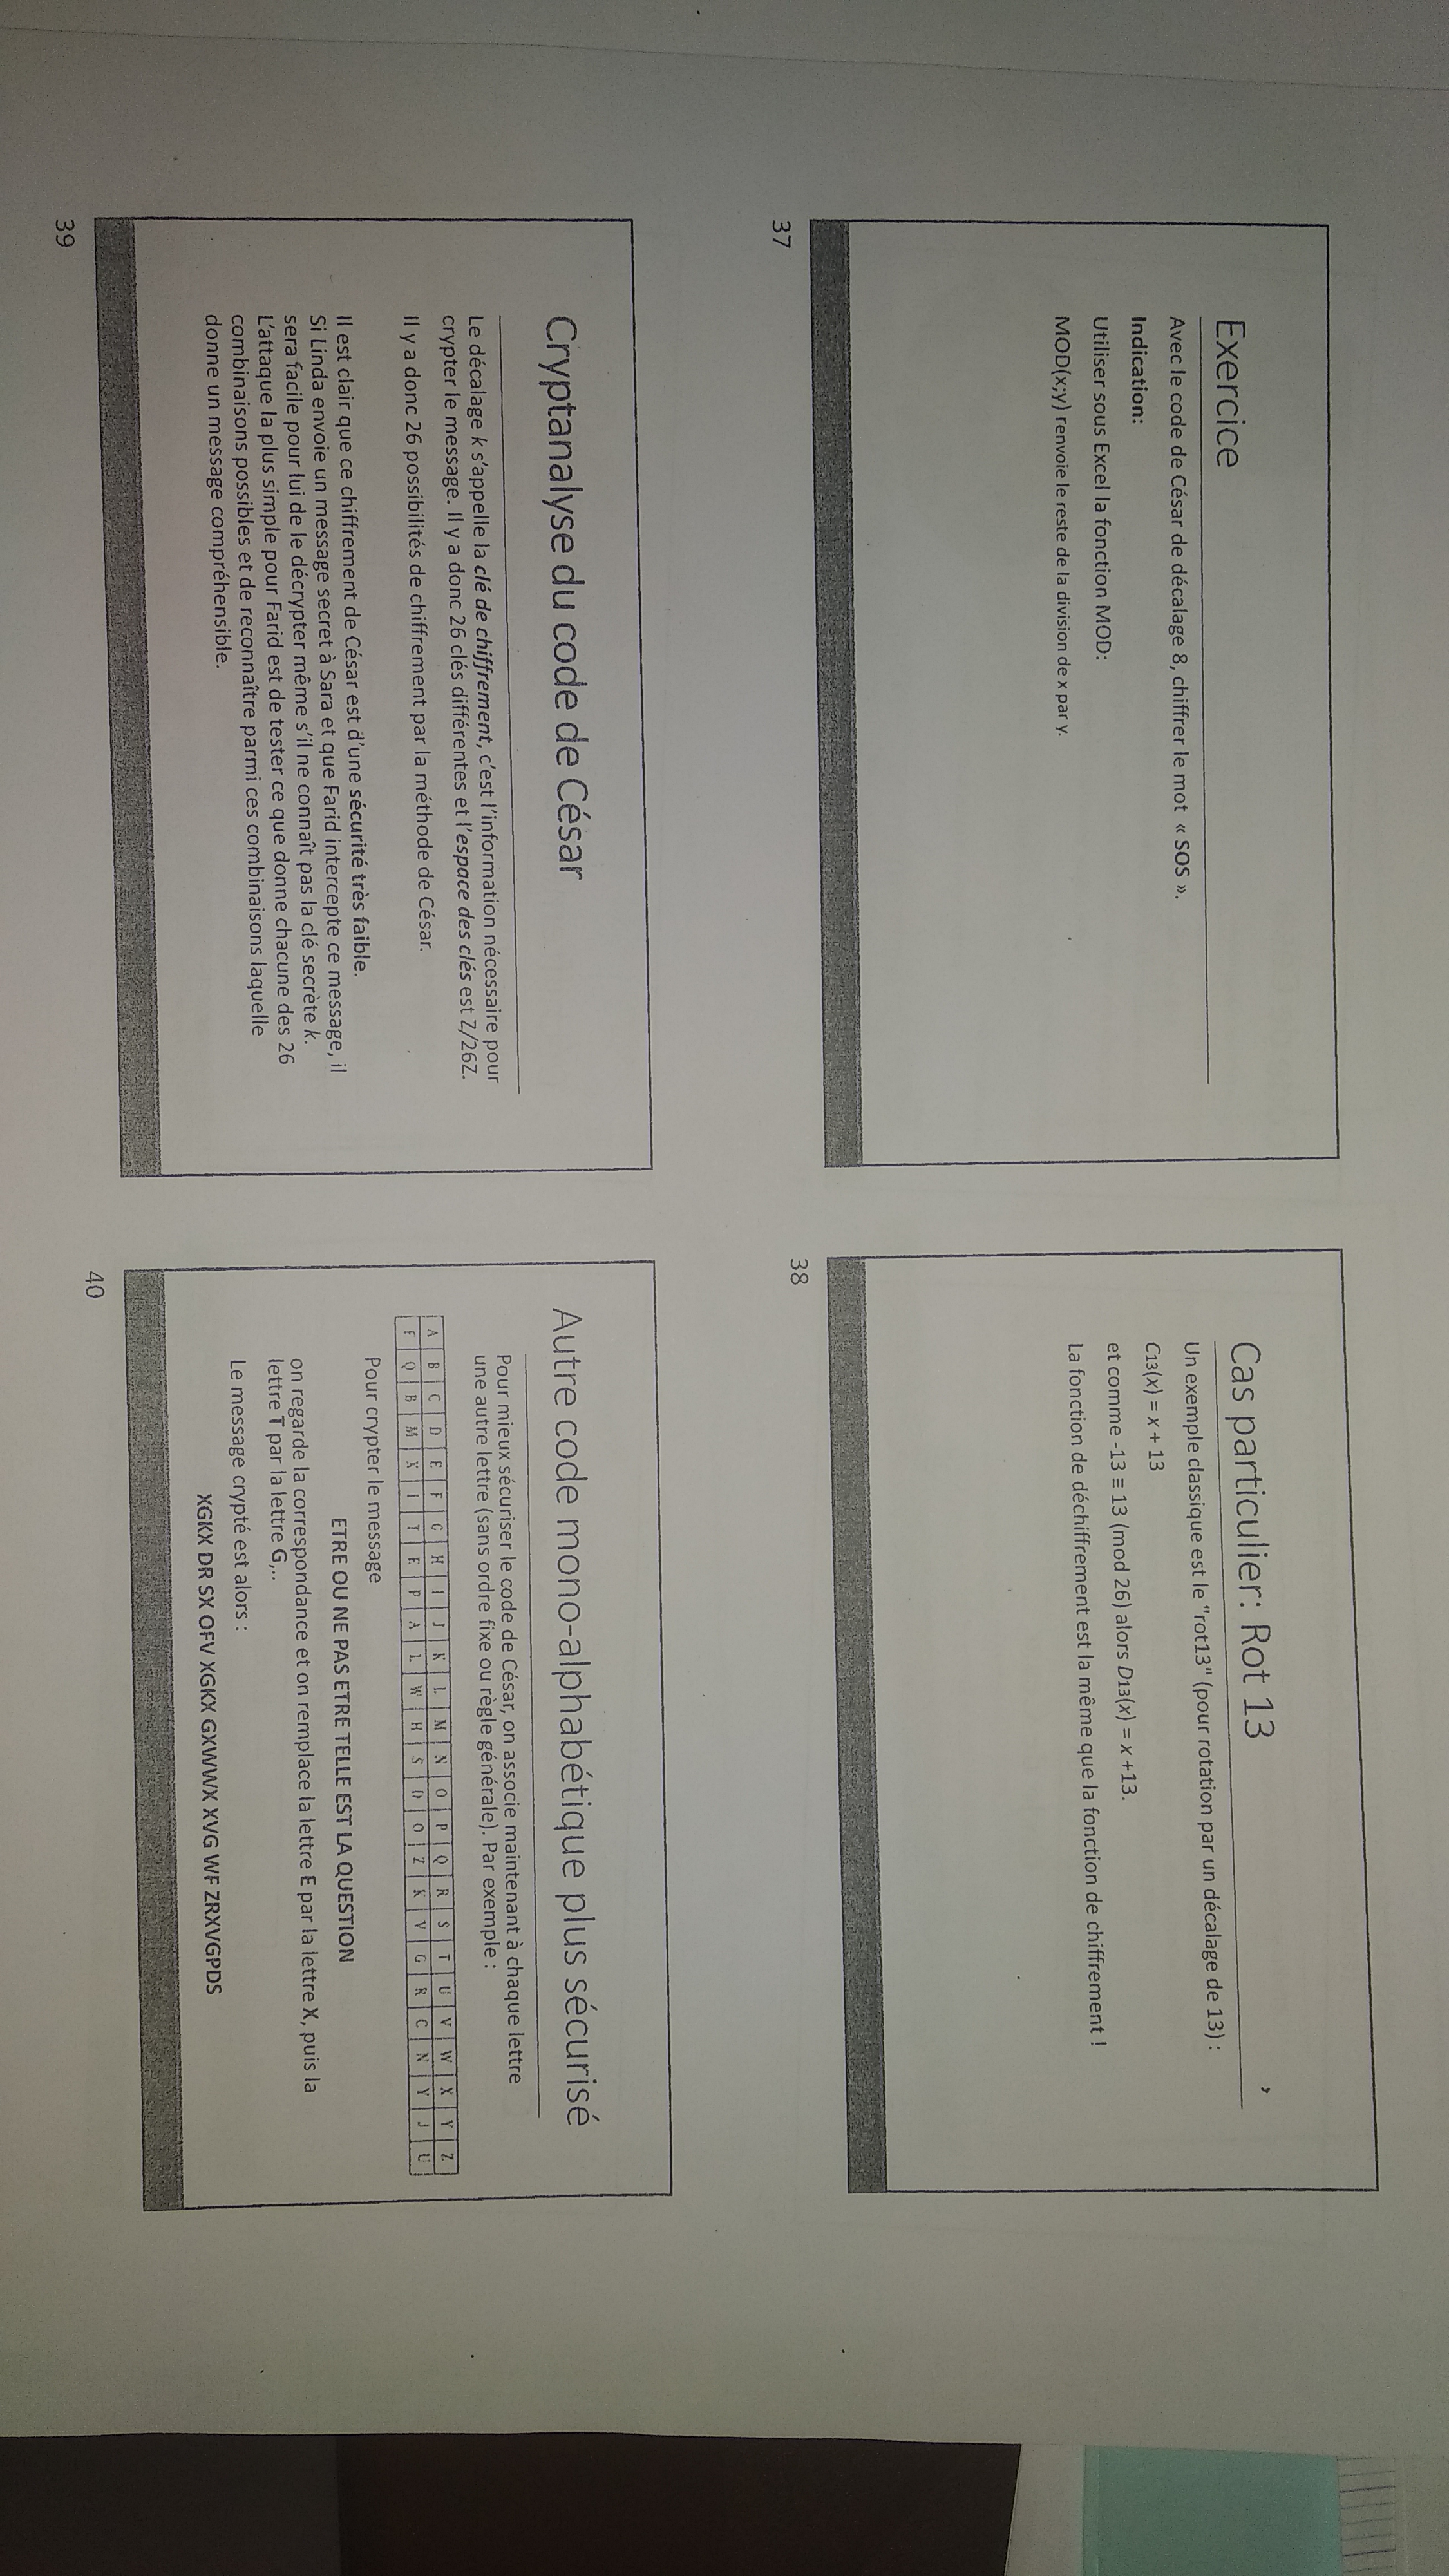 Exercice
Avec le code de César de décalage 8, chiffrer le mot « SOS ».
Indication:
Utiliser sous Excel la fonction MOD:
MOD(x;y) renvoie le reste de la division de x par y.
37
Cas particulier: Rot 13
Un exemple classique est le "rot13" (pour rotation par un décalage de 13) :
C13(x) = x + 13
et comme -13 ≡ 13 (mod 26) alors D13(x) = x +13.
La fonction de déchiffrement est la même que la fonction de chiffrement !
38
Cryptanalyse du code de César
Le décalage k s'appelle la clé de chiffrement, c'est l'information nécessaire pour
crypter le message. Il y a donc 26 clés différentes et l'espace des clés est Z/26Z.
Il y a donc 26 possibilités de chiffrement par la méthode de César.
Il est clair que ce chiffrement de César est d'une sécurité très faible.
Si Linda envoie un message secret à Sara et que Farid intercepte ce message, il
sera facile pour lui de le décrypter même s'il ne connaît pas la clé secrète k.
L'attaque la plus simple pour Farid est de tester ce que donne chacune des 26
combinaisons possibles et de reconnaître parmi ces combinaisons laquelle
donne un message compréhensible.
39
Autre code mono-alphabétique plus sécurisé
Pour mieux sécuriser le code de César, on associe maintenant à chaque lettre
une autre lettre (sans ordre fixe ou règle générale). Par exemple :
A B C D E F G H I J K L M N O P Q R S T U V W X Y Z
F Q B M X I T E P A L W H S D O Z K V G R C N Y J U
Pour crypter le message
ETRE OU NE PAS ETRE TELLE EST LA QUESTION
on regarde la correspondance et on remplace la lettre E par la lettre X, puis la
lettre T par la lettre G,..
Le message crypté est alors :
XGKX DR SX OFV XGKX GXWWX XVG WF ZRXVGPDS
40